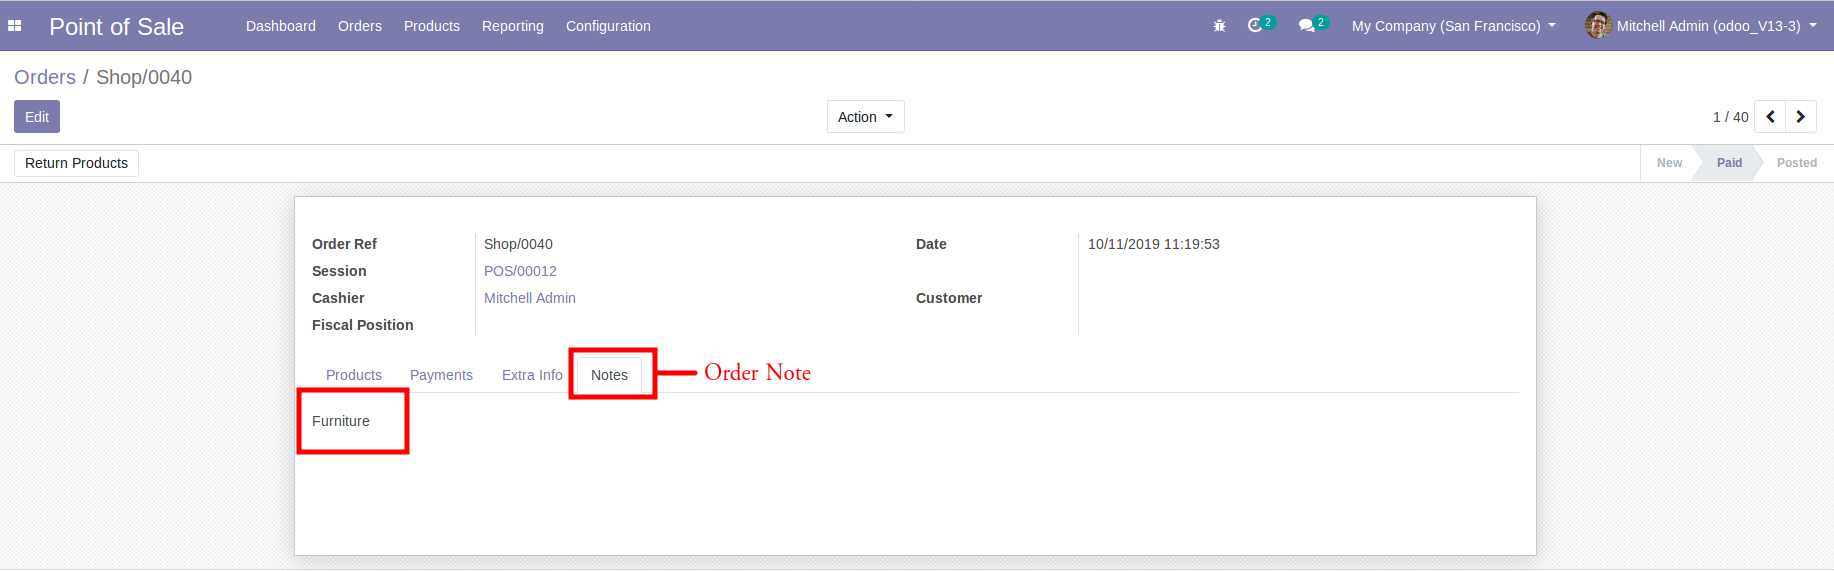 Point of Sale Dashboard Orders Products Reporting Configuration 2 2 My Company (San Francisco) Mitchell Admin (odoo_V13-3)
Orders / Shop/0040
Edit Action 1 / 40
Return Products New Paid Posted
Order Ref Shop/0040 Date 10/11/2019 11:19:53
Session POS/00012
Cashier Mitchell Admin Customer
Fiscal Position
Products Payments Extra Info Notes Order Note
Furniture